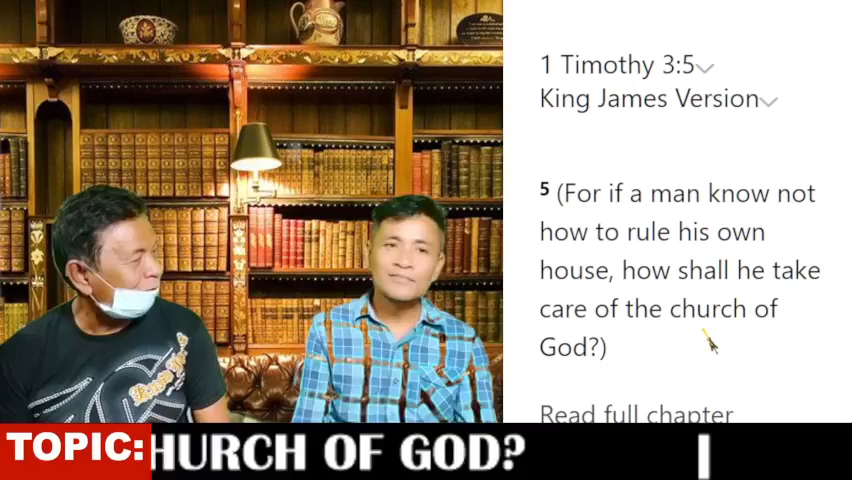 1 Timothy 3:5
King James Version
5 (For if a man know not
how to rule his own
house, how shall he take
care of the church of
God?)
Read full chapter
TOPIC: HURCH OF GOD? I